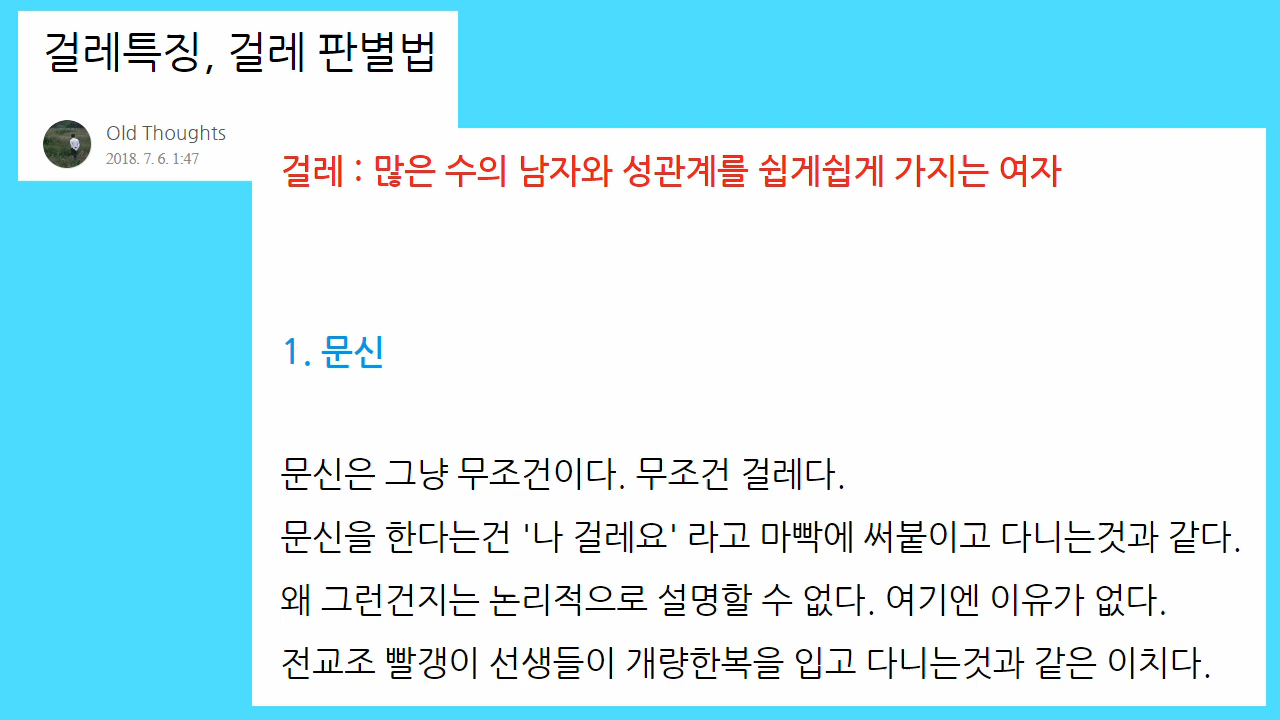 걸레특징, 걸레 판별법
Old Thoughts
2018. 7. 6. 1:47
걸레 : 많은 수의 남자와 성관계를 쉽게쉽게 가지는 여자
1. 문신
문신은 그냥 무조건이다. 무조건 걸레다.
문신을 한다는건 '나 걸레요' 라고 마빡에 써붙이고 다니는것과 같다.
왜 그런건지는 논리적으로 설명할 수 없다. 여기엔 이유가 없다.
전교조 빨갱이 선생들이 개량한복을 입고 다니는것과 같은 이치다.